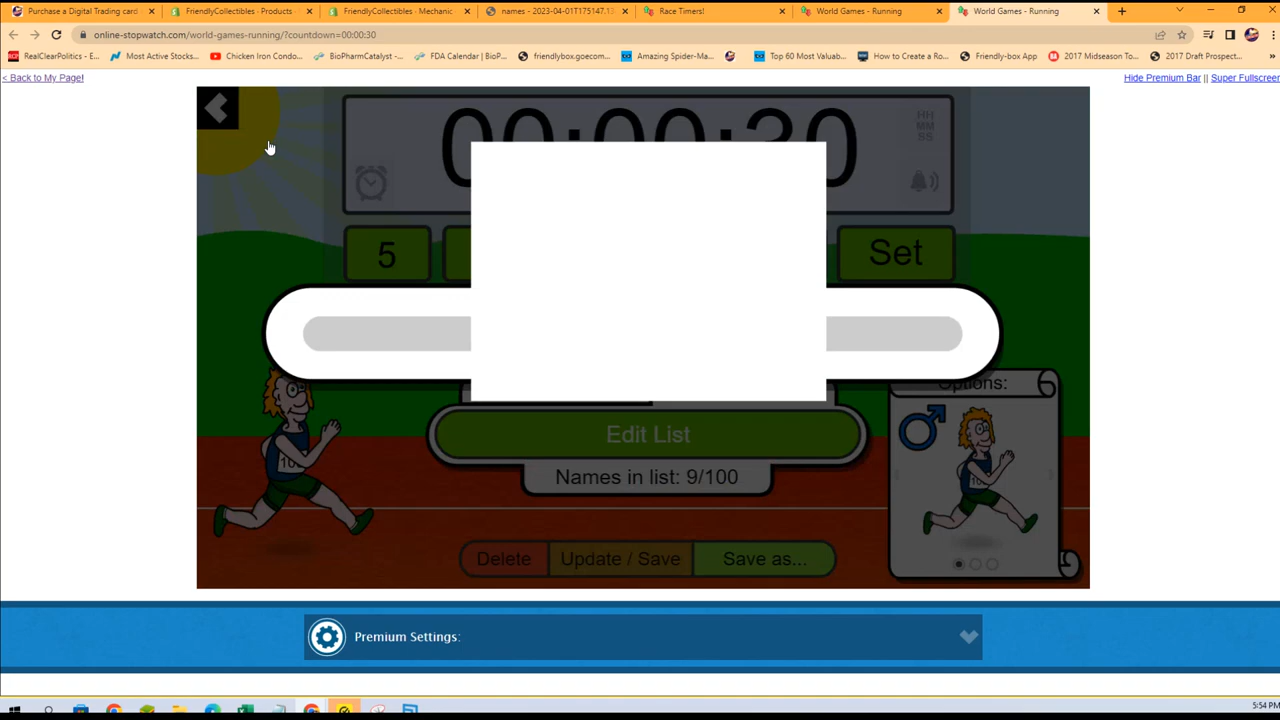 Purchase a Digital Trading card
FriendlyCollectibles · Products
FriendlyCollectibles · Mechanic
names - 2023-04-01T175147.13
Race Timers!
World Games - Running
World Games - Running
online-stopwatch.com/world-games-running/?countdown=00:00:30
RealClearPolitics - E...
Most Active Stocks...
Chicken Iron Condo...
BioPharmCatalyst -...
FDA Calendar | BioP...
friendlybox.goecom...
Amazing Spider-Ma...
Top 60 Most Valuab...
How to Create a Ro...
Friendly-box App
2017 Midseason To...
2017 Draft Prospect...
»
< Back to My Page!
Hide Premium Bar || Super Fullscreen
00:00:30
HH
MM
SS
5
Set
Options:
Edit List
Names in list: 9/100
Delete
Update / Save
Save as...
Premium Settings:
5:54 PM